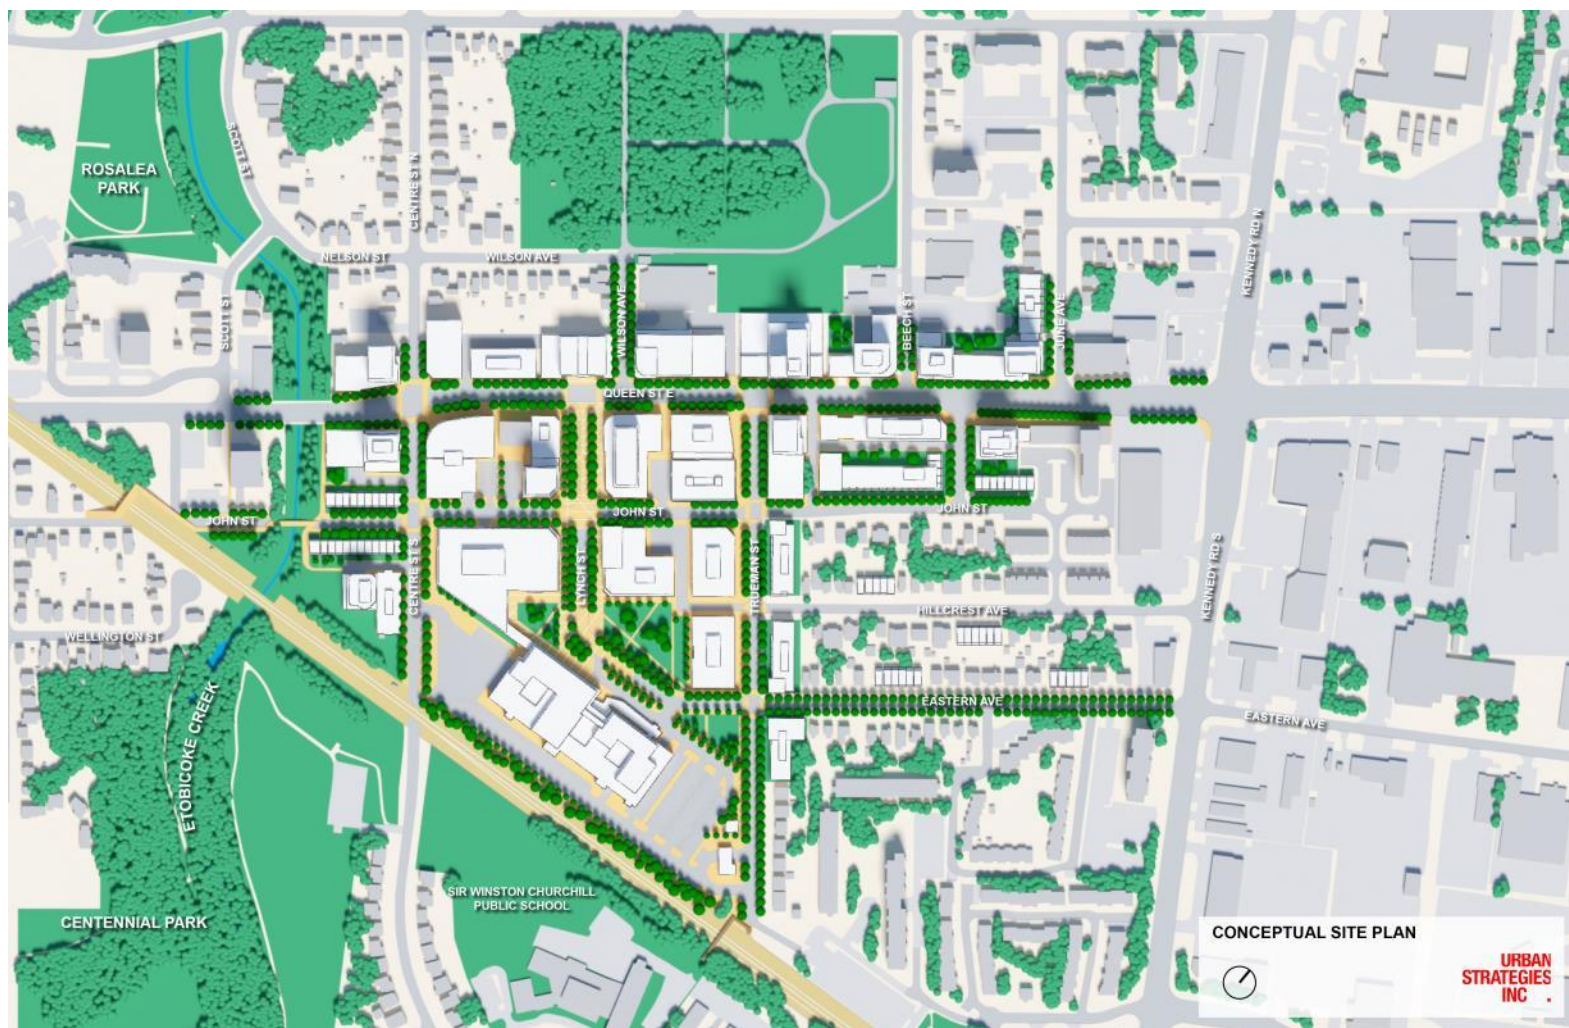 ROSALEA
PARK
SCOTT ST
CENTRE ST N
NELSON ST
WILSON AVE
KENNEDY RD N
SCOTT ST
WILSON AVE
BEECH ST
JUNE AVE
QUEEN ST E
JOHN ST
JOHN ST
JOHN ST
CENTRE ST S
LYNCH ST
TRUEMAN ST
KENNEDY RD S
HILLCREST AVE
WELLINGTON ST
EASTERN AVE
EASTERN AVE
ETOBICOKE CREEK
SIR WINSTON CHURCHILL
PUBLIC SCHOOL
CENTENNIAL PARK
CONCEPTUAL SITE PLAN
URBAN
STRATEGIES
INC .